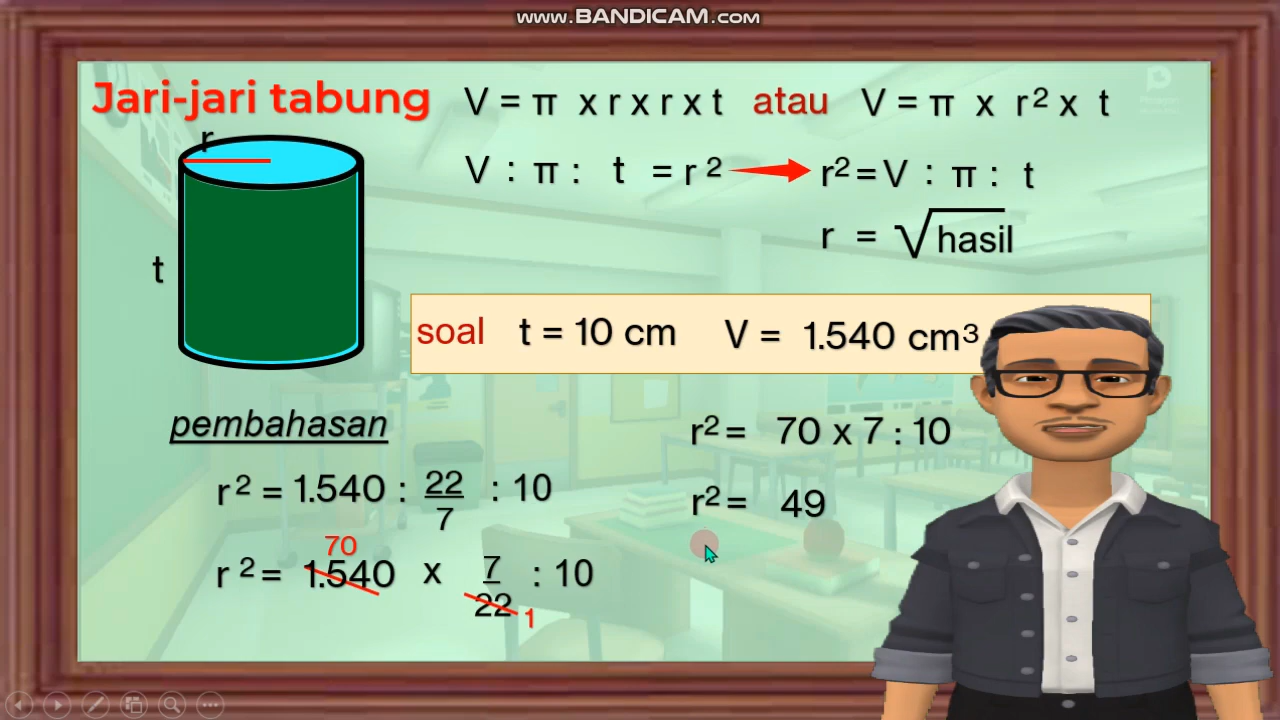 www.BANDICAM.com
Jari-jari tabung
V = π x r x r x t atau V = π x r² x t
r
V : π : t = r² r² = V : π : t
r = √hasil
t
soal t = 10 cm V = 1.540 cm³
pembahasan
r² = 70 x 7 : 10
r² = 1.540 : 22/7 : 10
r² = 49
70
r² = 1.540 x 7/22 : 10
1